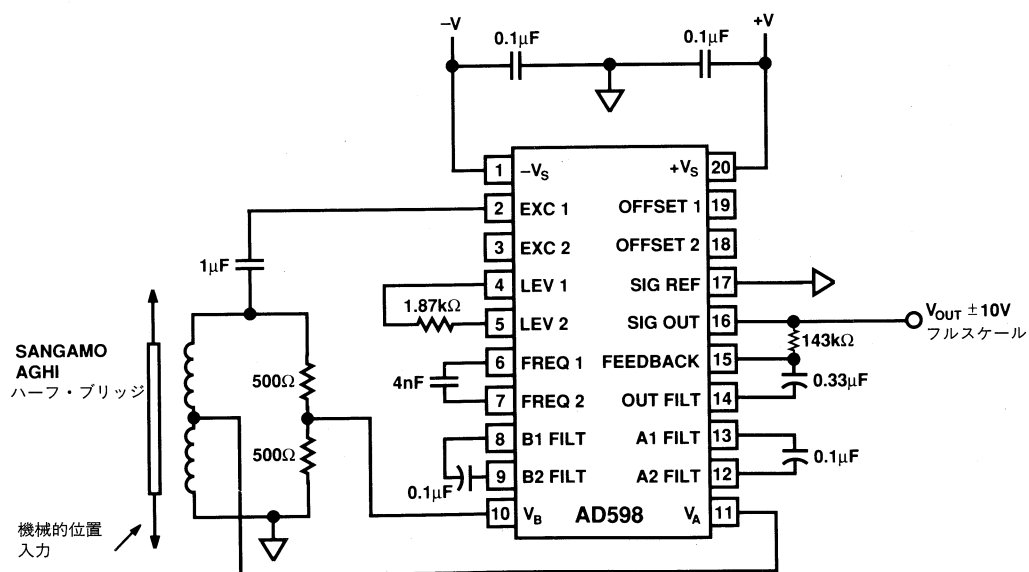 −V
+V
0.1µF
0.1µF
1
−VS
+VS
20
2
EXC 1
OFFSET 1
19
3
EXC 2
OFFSET 2
18
1µF
4
LEV 1
SIG REF
17
1.87kΩ
5
LEV 2
SIG OUT
16
VOUT ±10V
フルスケール
143kΩ
SANGAMO
AGHI
ハーフ・ブリッジ
6
FREQ 1
FEEDBACK
15
500Ω
4nF
0.33µF
7
FREQ 2
OUT FILT
14
8
B1 FILT
A1 FILT
13
500Ω
0.1µF
9
B2 FILT
A2 FILT
12
0.1µF
10
VB
AD598
VA
11
機械的位置
入力